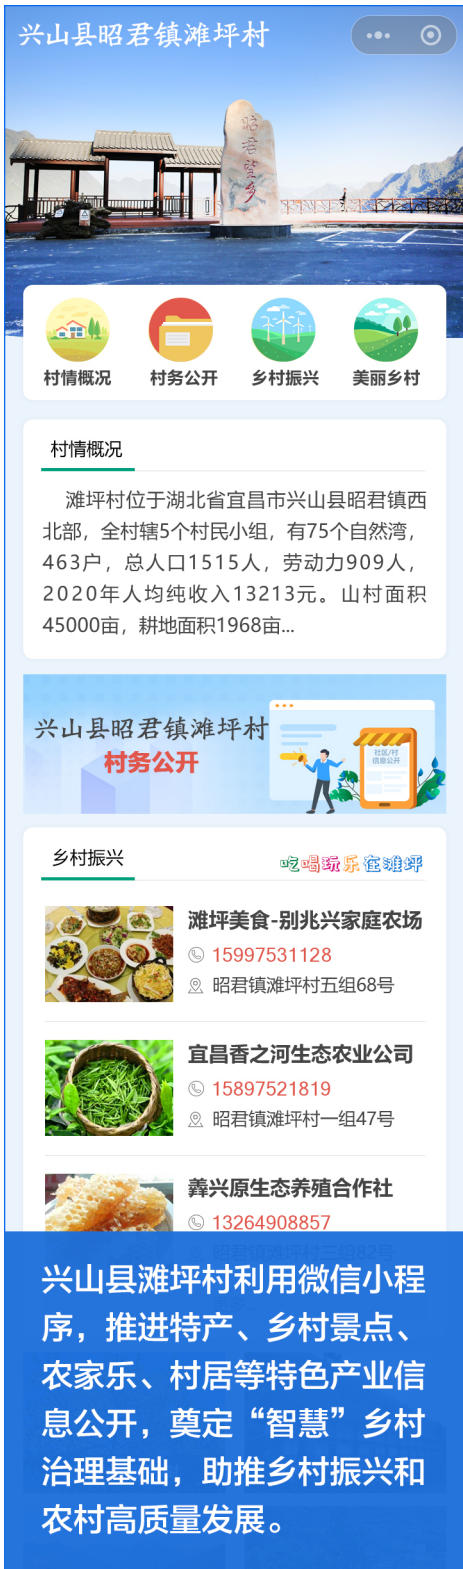 兴山县昭君镇滩坪村
昭君望乡
村情概况 村务公开 乡村振兴 美丽乡村
村情概况
滩坪村位于湖北省宜昌市兴山县昭君镇西
北部，全村辖5个村民小组，有75个自然湾，
463户，总人口1515人，劳动力909人，
2020年人均纯收入13213元。山村面积
45000亩，耕地面积1968亩...
兴山县昭君镇滩坪村
村务公开
社区/村
信息公开
乡村振兴
吃喝玩乐在滩坪
滩坪美食-别兆兴家庭农场
15997531128
昭君镇滩坪村五组68号
宜昌香之河生态农业公司
15897521819
昭君镇滩坪村一组47号
羴兴原生态养殖合作社
13264908857
昭君镇滩坪村三组82号
兴山县滩坪村利用微信小程
序，推进特产、乡村景点、
农家乐、村居等特色产业信
息公开，奠定“智慧”乡村
治理基础，助推乡村振兴和
农村高质量发展。